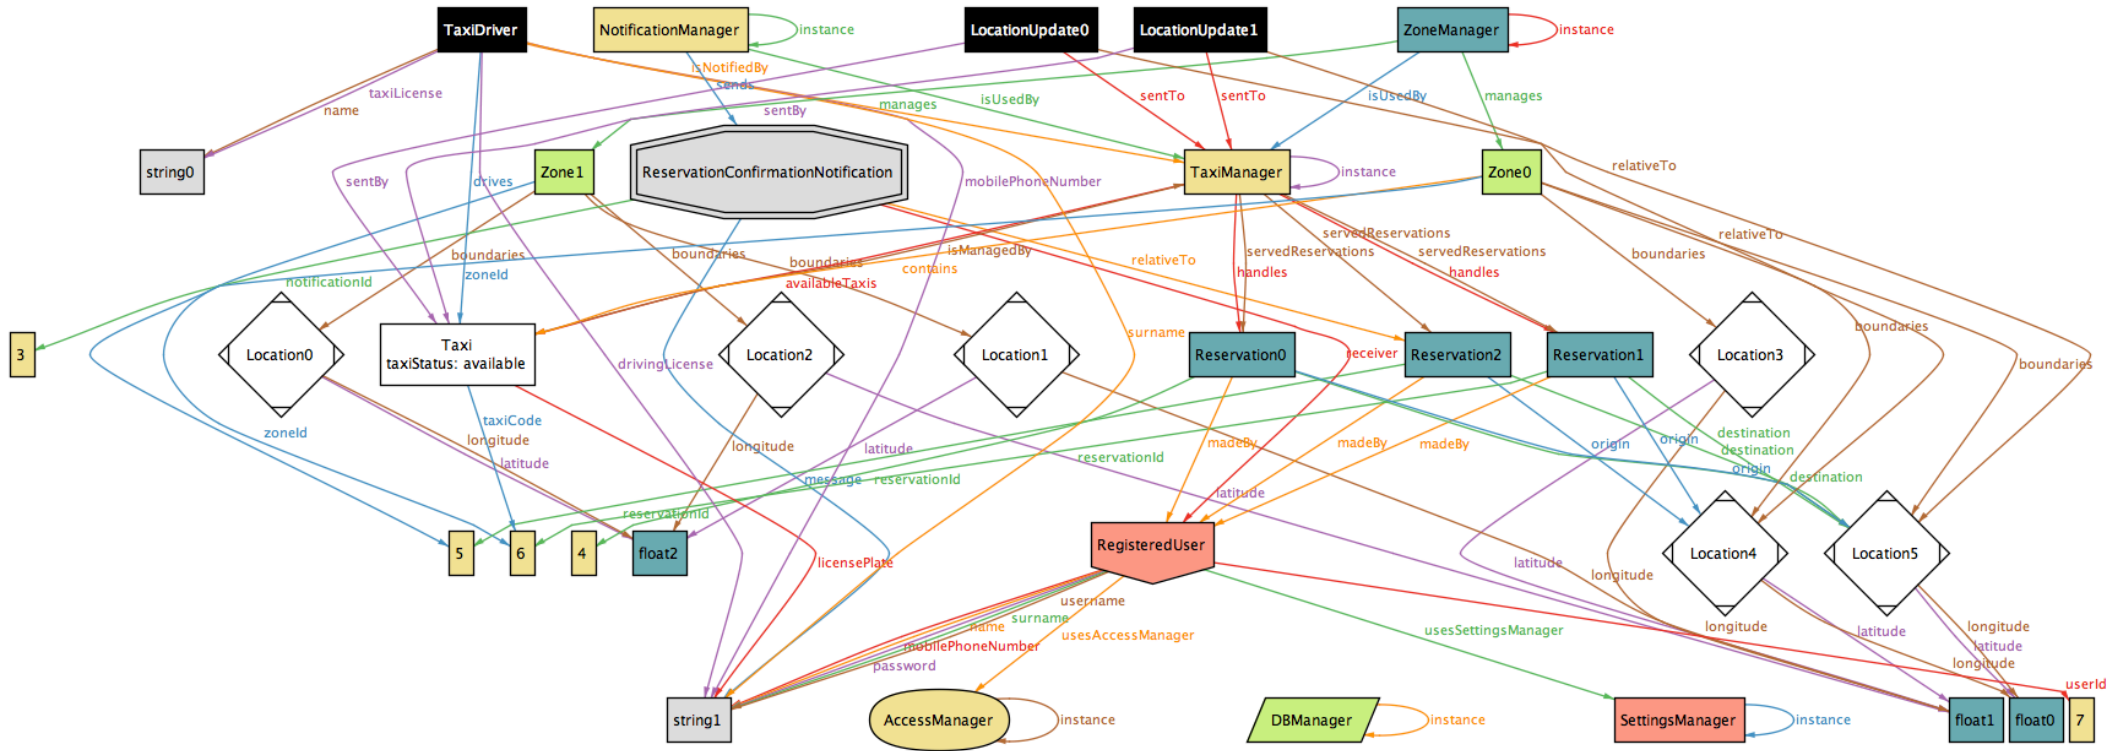 TaxiDriver
NotificationManager
instance
LocationUpdate0
LocationUpdate1
ZoneManager
instance
isNotifiedBy
sends
taxiLicense
name
manages
isUsedBy
sentBy
sentTo
sentTo
isUsedBy
manages
string0
Zone1
ReservationConfirmationNotification
TaxiManager
instance
Zone0
relativeTo
sentBy
drives
mobilePhoneNumber
servedReservations
relativeTo
boundaries
zoneId
boundaries
boundaries
isManagedBy
contains
relativeTo
servedReservations
servedReservations
boundaries
notificationId
availableTaxis
handles
handles
3
Location0
Taxi
taxiStatus: available
Location2
Location1
surname
receiver
Reservation0
Reservation2
Reservation1
Location3
boundaries
boundaries
drivingLicense
zoneId
taxiCode
longitude
latitude
longitude
latitude
reservationId
madeBy
madeBy
madeBy
origin
origin
destination
destination
origin
destination
message
reservationId
latitude
reservationId
5
6
4
float2
licensePlate
RegisteredUser
latitude
longitude
Location4
Location5
username
surname
name
usesAccessManager
mobilePhoneNumber
password
usesSettingsManager
longitude
latitude
longitude
latitude
longitude
userId
string1
AccessManager
instance
DBManager
instance
SettingsManager
instance
float1
float0
7